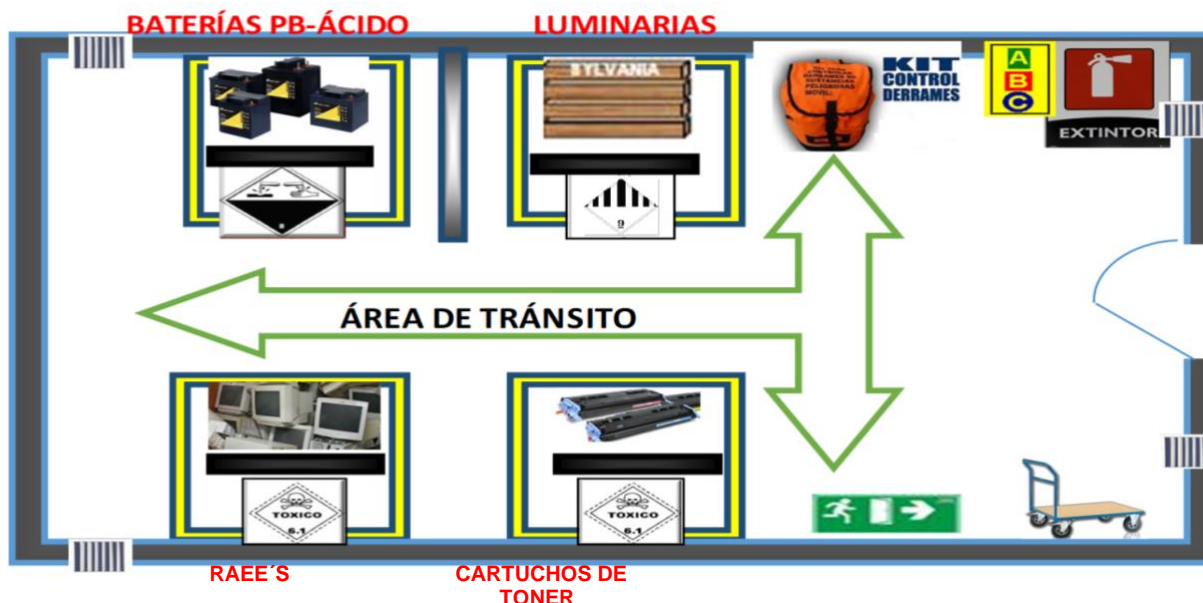 BATERÍAS PB-ÁCIDO
LUMINARIAS
SYLVANIA
KIT
CONTROL
DERRAMES
A
B
C
EXTINTOR
8
9
ÁREA DE TRÁNSITO
TOXICO
6.1
TOXICO
6.1
RAEE´S
CARTUCHOS DE
TONER